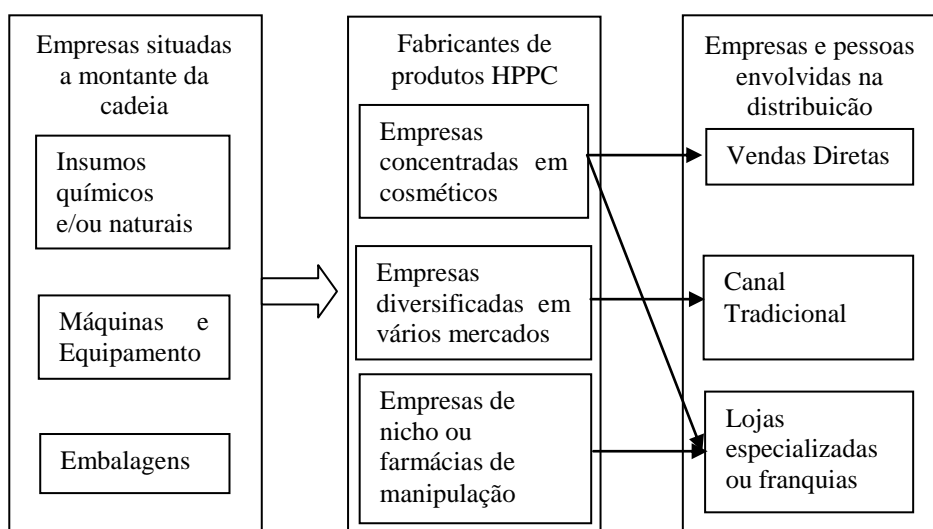 Empresas situadas
a montante da
cadeia
Insumos
químicos
e/ou naturais
Máquinas e
Equipamento
Embalagens
Fabricantes de
produtos HPPC
Empresas
concentradas em
cosméticos
Empresas
diversificadas em
vários mercados
Empresas de
nicho ou
farmácias de
manipulação
Empresas e pessoas
envolvidas na
distribuição
Vendas Diretas
Canal
Tradicional
Lojas
especializadas
ou franquias